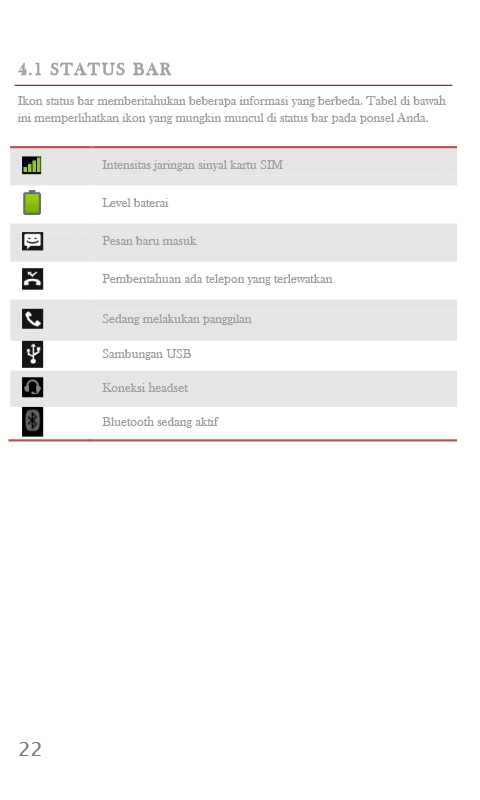 4.1 STATUS BAR
Ikon status bar memberitahukan beberapa informasi yang berbeda. Tabel di bawah
ini memperlihatkan ikon yang mungkin muncul di status bar pada ponsel Anda.
Intensitas jaringan sinyal kartu SIM
Level baterai
Pesan baru masuk
Pemberitahuan ada telepon yang terlewatkan
Sedang melakukan panggilan
Sambungan USB
Koneksi headset
Bluetooth sedang aktif
22